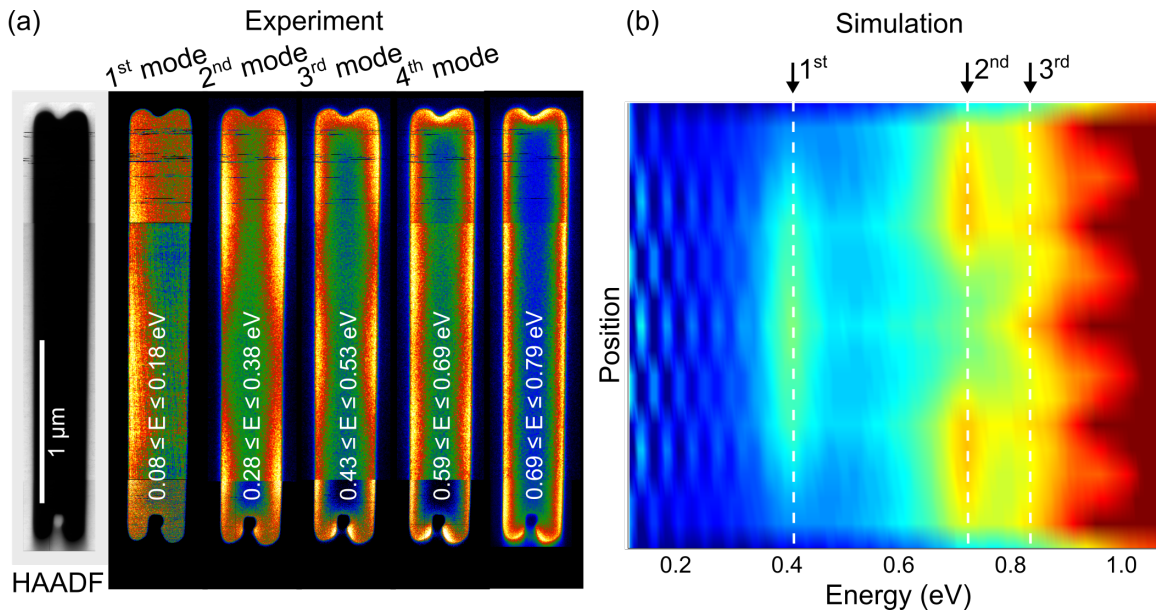 (a)
Experiment
1st mode
2nd mode
3rd mode
4th mode
1 µm
HAADF
0.08 ≤ E ≤ 0.18 eV
0.28 ≤ E ≤ 0.38 eV
0.43 ≤ E ≤ 0.53 eV
0.59 ≤ E ≤ 0.69 eV
0.69 ≤ E ≤ 0.79 eV
(b)
Simulation
1st
2nd
3rd
Position
0.2 0.4 0.6 0.8 1.0
Energy (eV)